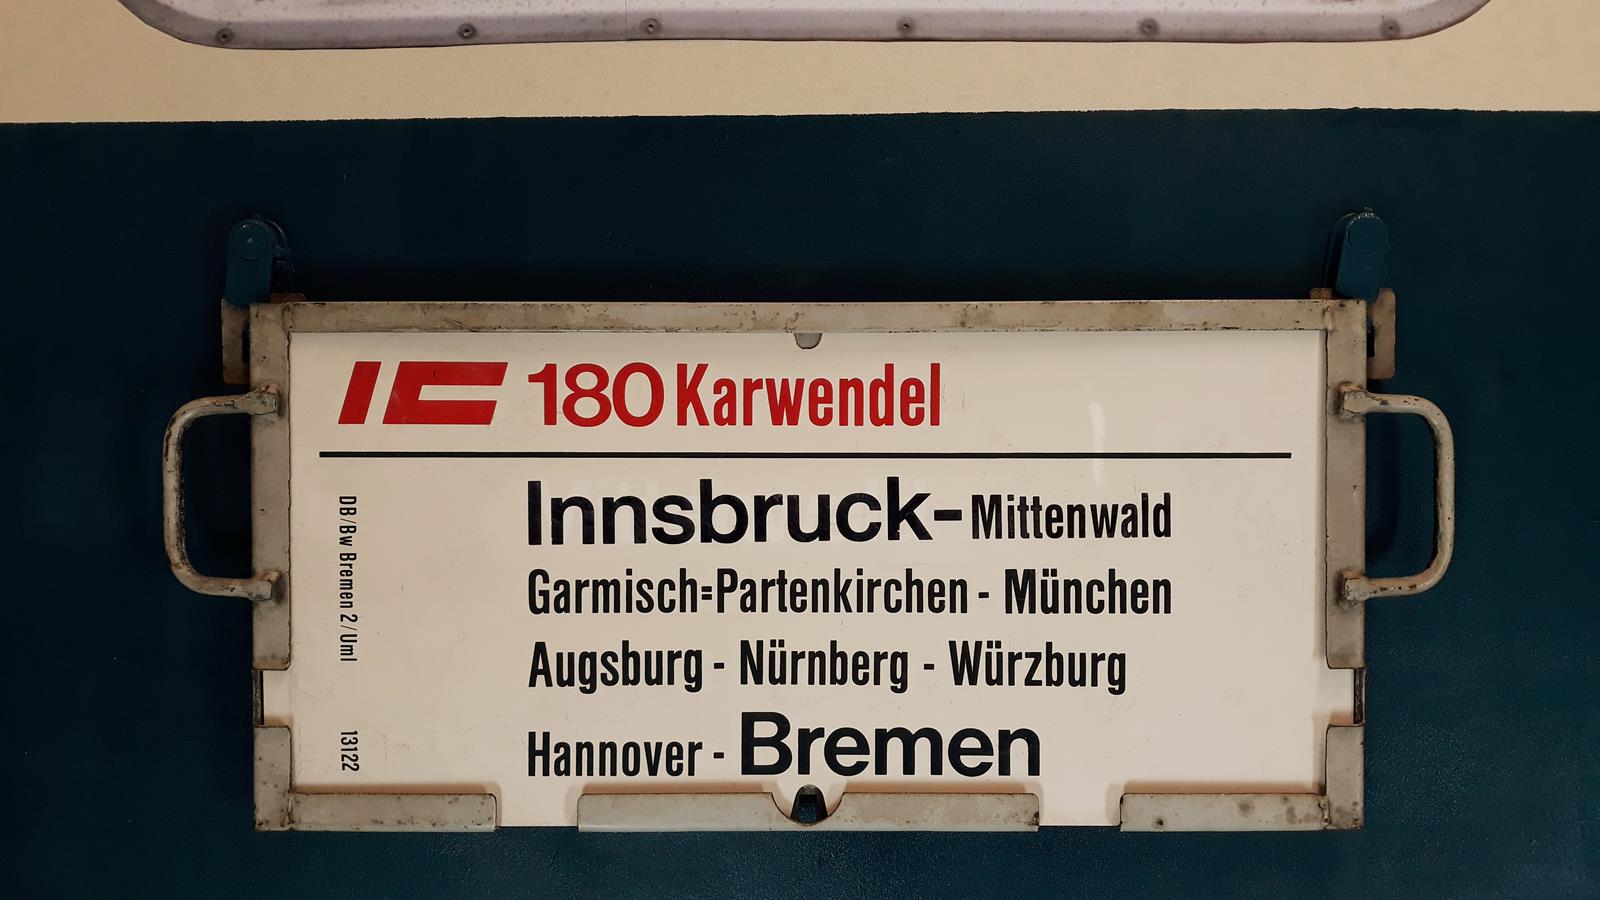 IC 180 Karwendel
Innsbruck-Mittenwald
Garmisch=Partenkirchen - München
Augsburg - Nürnberg - Würzburg
Hannover - Bremen
DB/Bw Bremen 2/Uml 13122